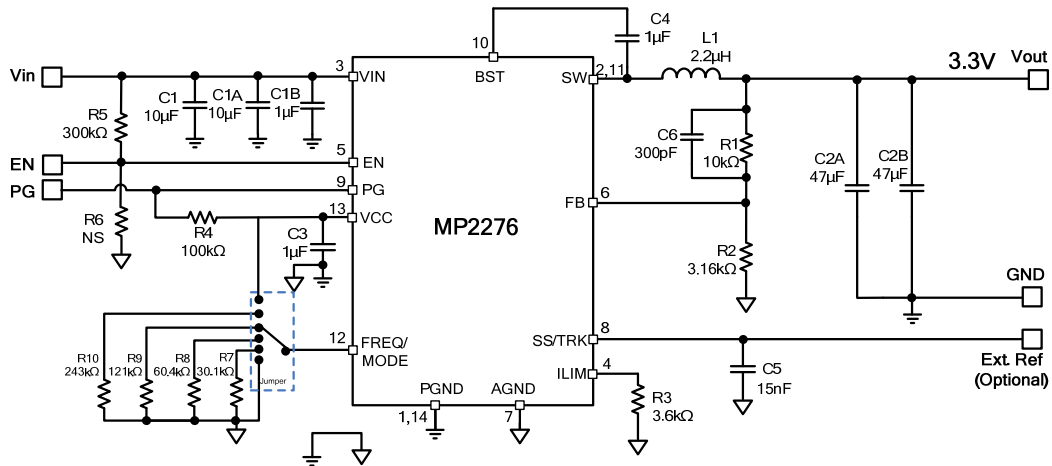 C4
1µF
10
BST
L1
2.2µH
3.3V
Vout
Vin
3
VIN
SW
2,11
C1
10µF
C1A
10µF
C1B
1µF
R5
300kΩ
C6
300pF
R1
10kΩ
C2A
47µF
C2B
47µF
EN
5
EN
PG
9
PG
13
VCC
FB
6
MP2276
R6
NS
R4
100kΩ
C3
1µF
R2
3.16kΩ
GND
12
FREQ/
MODE
SS/TRK
8
Ext. Ref
(Optional)
R10
243kΩ
R9
121kΩ
R8
60.4kΩ
R7
30.1kΩ
Jumper
ILIM
4
C5
15nF
R3
3.6kΩ
PGND
AGND
1,14
7